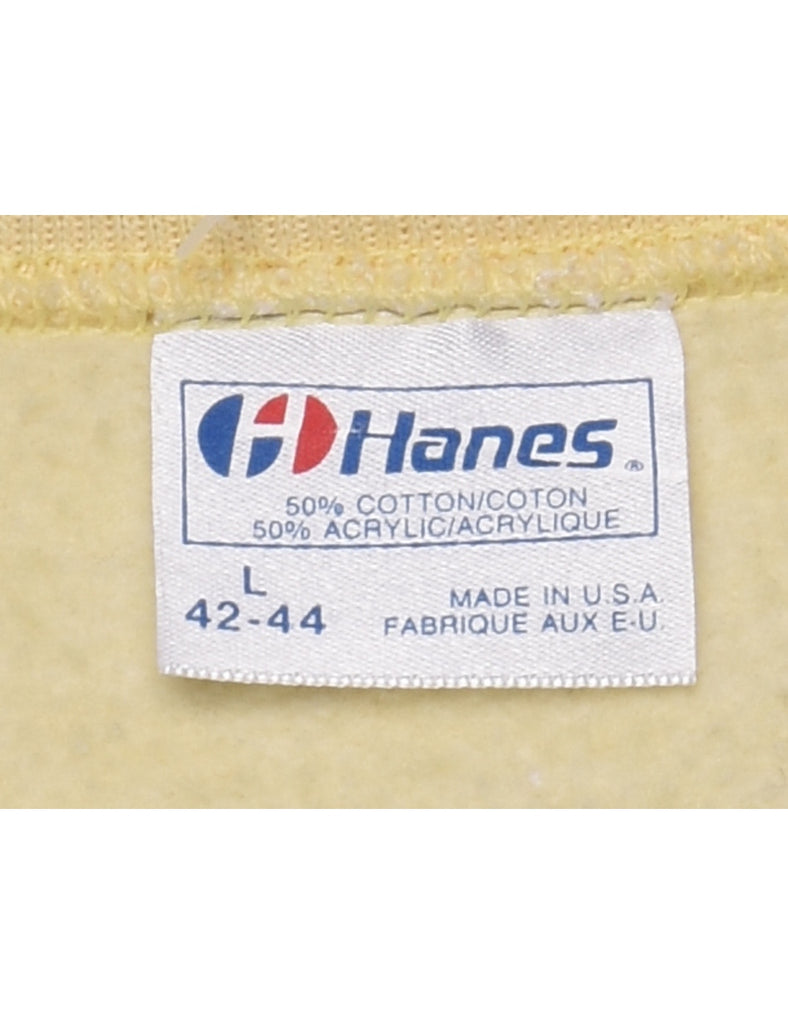 Hanes®
50% COTTON/COTON
50% ACRYLIC/ACRYLIQUE
L
42-44
MADE IN U.S.A.
FABRIQUE AUX E-U.